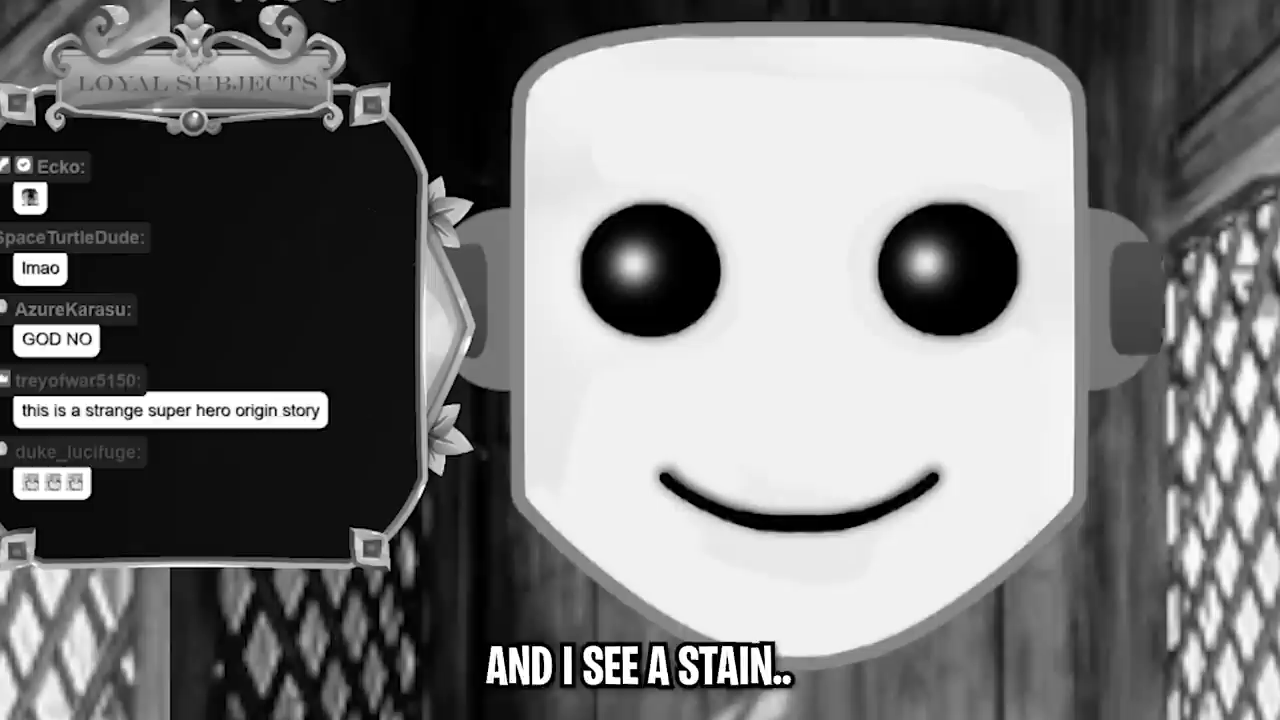 LOYAL SUBJECTS
Ecko:
SpaceTurtleDude:
lmao
AzureKarasu:
GOD NO
treyofwar5150:
this is a strange super hero origin story
duke_lucifuge:
AND I SEE A STAIN..